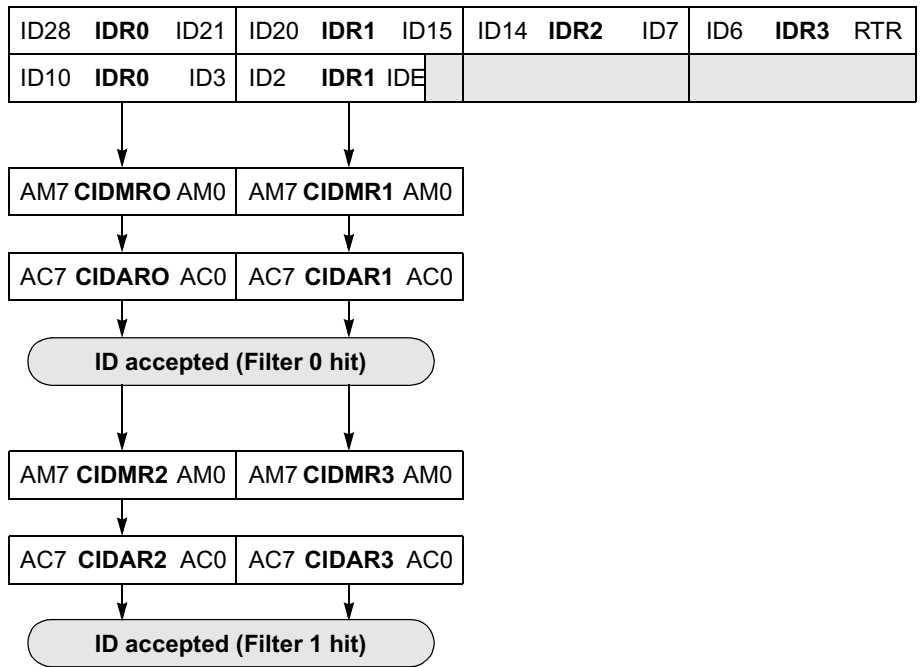 ID28 IDR0 ID21 ID20 IDR1 ID15 ID14 IDR2 ID7 ID6 IDR3 RTR
ID10 IDR0 ID3 ID2 IDR1 IDE
AM7 CIDMRO AM0 AM7 CIDMR1 AM0
AC7 CIDARO AC0 AC7 CIDAR1 AC0
ID accepted (Filter 0 hit)
AM7 CIDMR2 AM0 AM7 CIDMR3 AM0
AC7 CIDAR2 AC0 AC7 CIDAR3 AC0
ID accepted (Filter 1 hit)